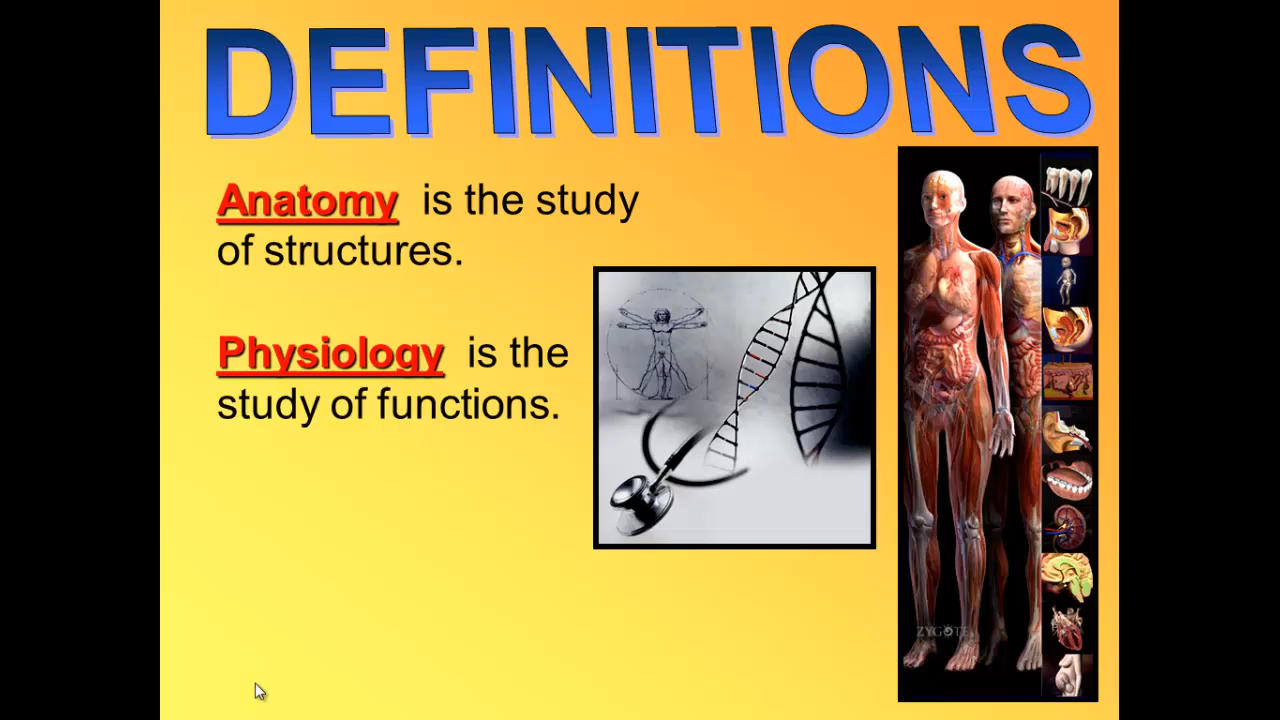 DEFINITIONS
Anatomy is the study
of structures.
Physiology is the
study of functions.
ZYGOTE